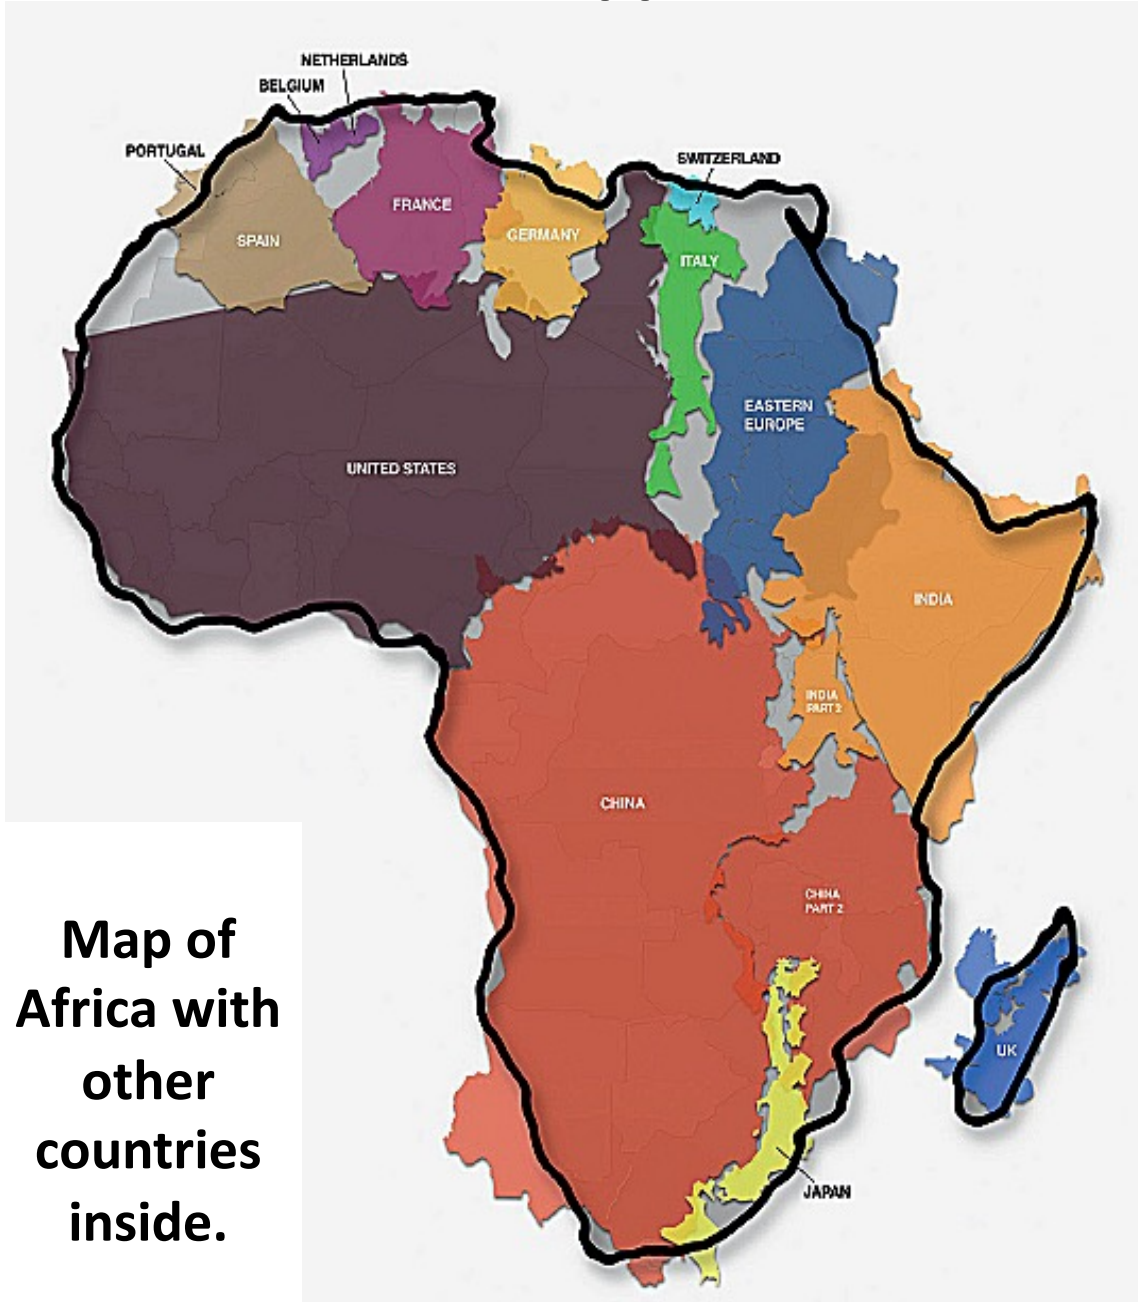 NETHERLANDS
BELGIUM
PORTUGAL
SWITZERLAND
FRANCE
SPAIN
GERMANY
ITALY
EASTERN
EUROPE
UNITED STATES
INDIA
INDIA
PART 2
CHINA
CHINA
PART 2
UK
JAPAN
Map of
Africa with
other
countries
inside.